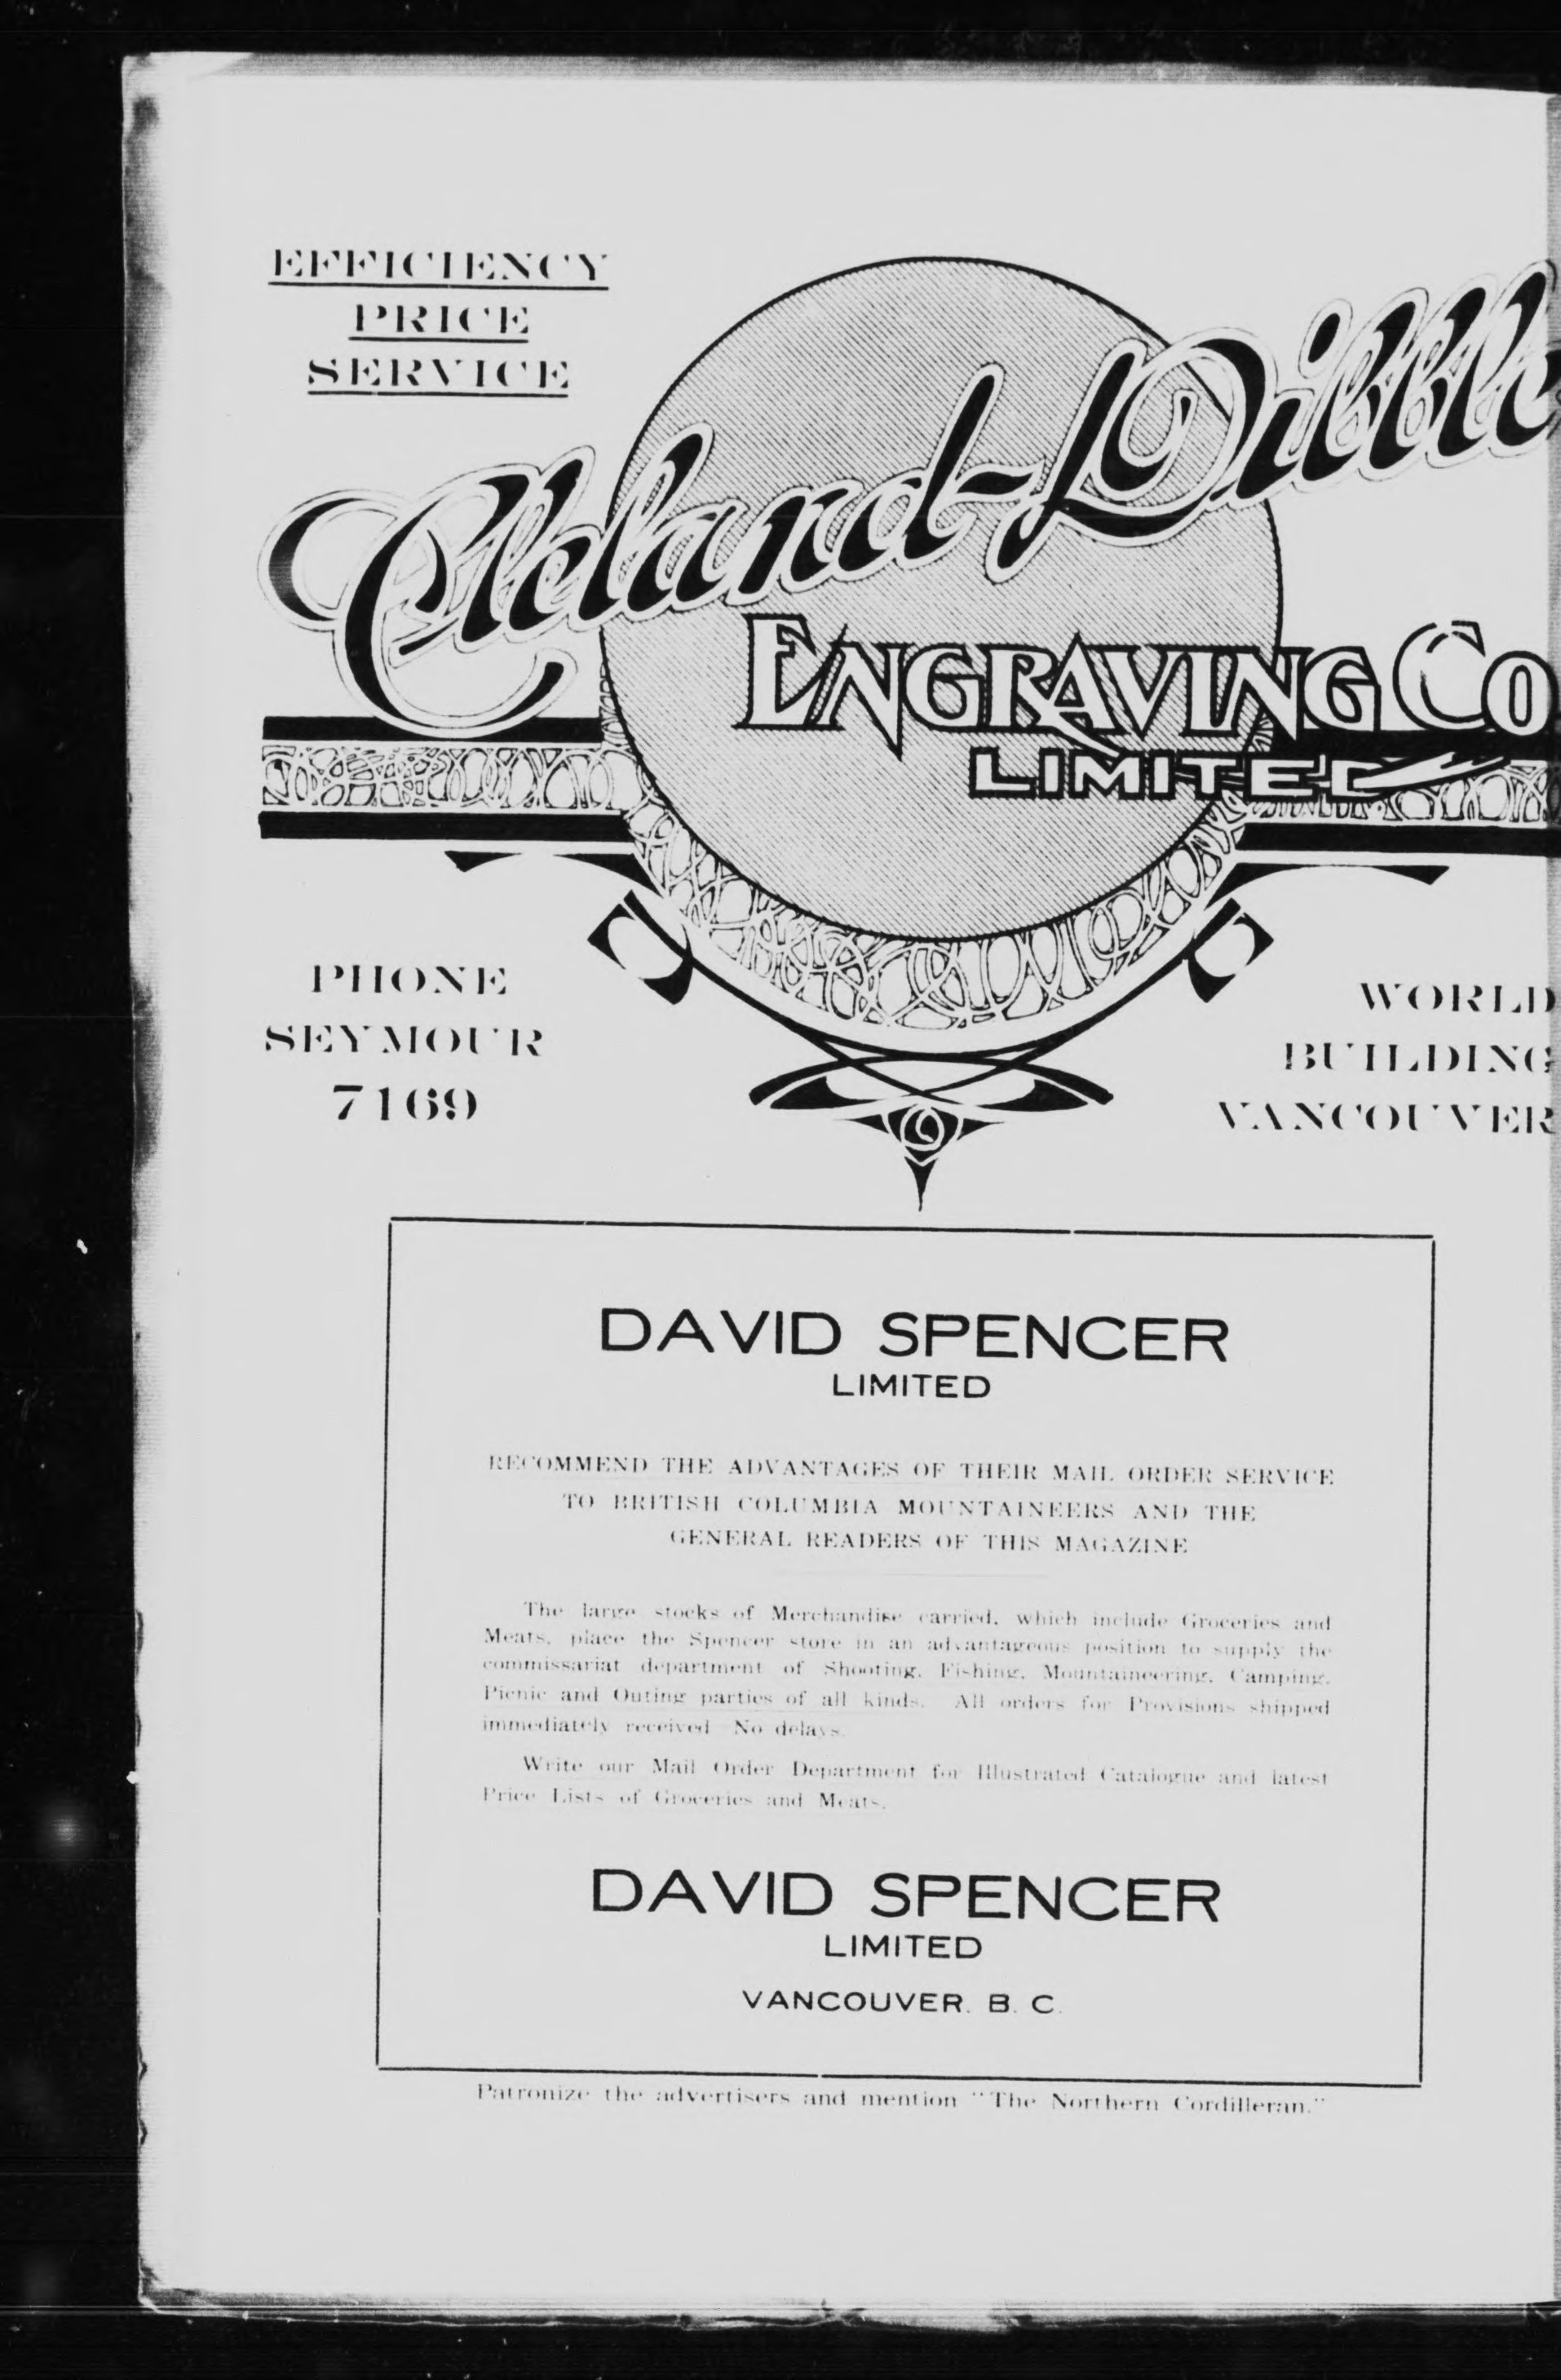 EFFICIENCY
PRICE
SERVICE
Cleland-Dibble
ENGRAVING CO
LIMITED
PHONE
SEYMOUR
7169
WORLD
BUILDING
VANCOUVER
DAVID SPENCER
LIMITED
RECOMMEND THE ADVANTAGES OF THEIR MAIL ORDER SERVICE
TO BRITISH COLUMBIA MOUNTAINEERS AND THE
GENERAL READERS OF THIS MAGAZINE
The large stocks of Merchandise carried, which include Groceries and
Meats, place the Spencer store in an advantageous position to supply the
commissariat department of Shooting, Fishing, Mountaineering, Camping,
Picnic and Outing parties of all kinds. All orders for Provisions shipped
immediately received. No delays.
Write our Mail Order Department for Illustrated Catalogue and latest
Price Lists of Groceries and Meats.
DAVID SPENCER
LIMITED
VANCOUVER. B. C.
Patronize the advertisers and mention "The Northern Cordilleran."